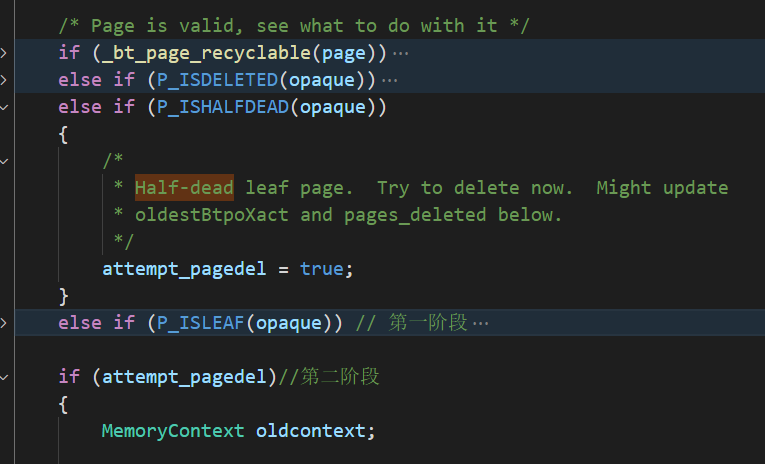 /* Page is valid, see what to do with it */
if (_bt_page_recyclable(page))···
else if (P_ISDELETED(opaque))···
else if (P_ISHALFDEAD(opaque))
{
/*
* Half-dead leaf page.  Try to delete now.  Might update
* oldestBtpoXact and pages_deleted below.
*/
attempt_pagedel = true;
}
else if (P_ISLEAF(opaque)) // 第一阶段···
if (attempt_pagedel)//第二阶段
{
MemoryContext oldcontext;